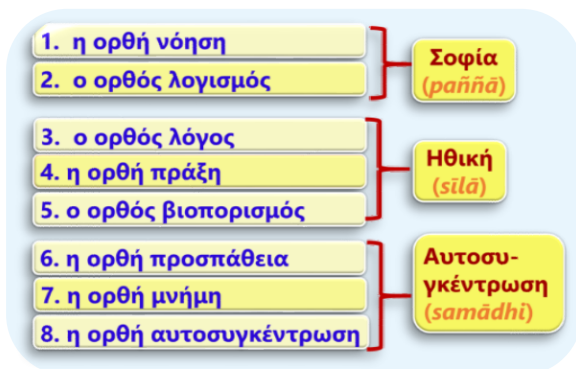 1. η ορθή νόηση
2. ο ορθός λογισμός
Σοφία
(paññā)
3. ο ορθός λόγος
4. η ορθή πράξη
5. ο ορθός βιοπορισμός
Ηθική
(sīlā)
6. η ορθή προσπάθεια
7. η ορθή μνήμη
8. η ορθή αυτοσυγκέντρωση
Αυτοσυ-
γκέντρωση
(samādhi)